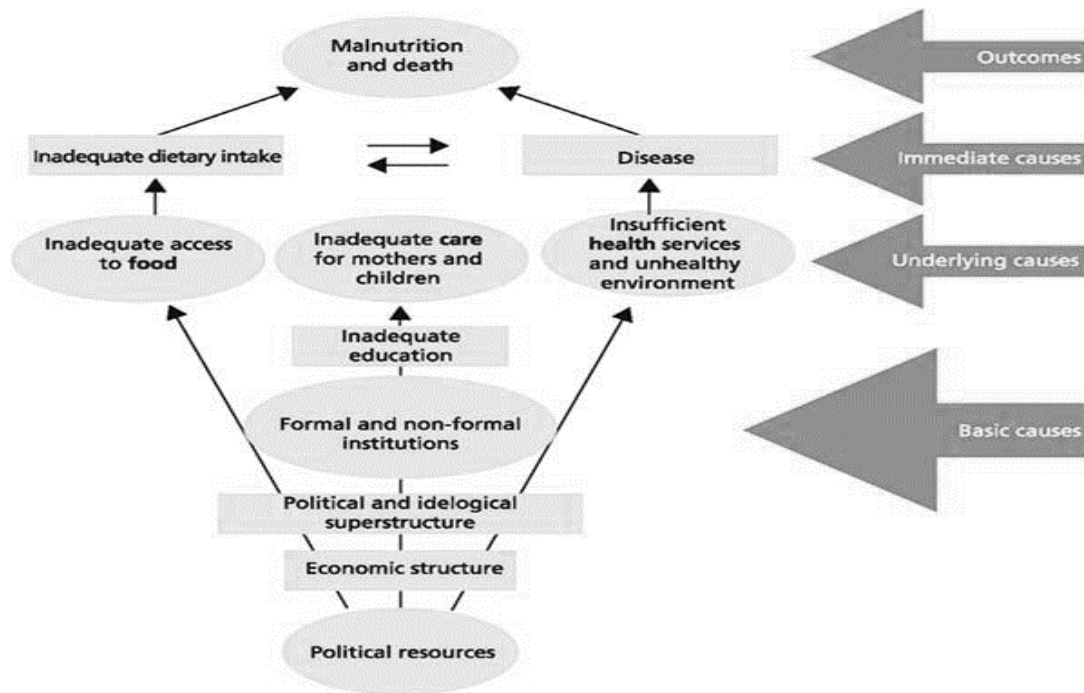 Malnutrition
and death
Outcomes
Inadequate dietary intake
Disease
Immediate causes
Inadequate access
to food
Inadequate care
for mothers and
children
Insufficient
health services
and unhealthy
environment
Underlying causes
Inadequate
education
Formal and non-formal
institutions
Basic causes
Political and idelogical
superstructure
Economic structure
Political resources